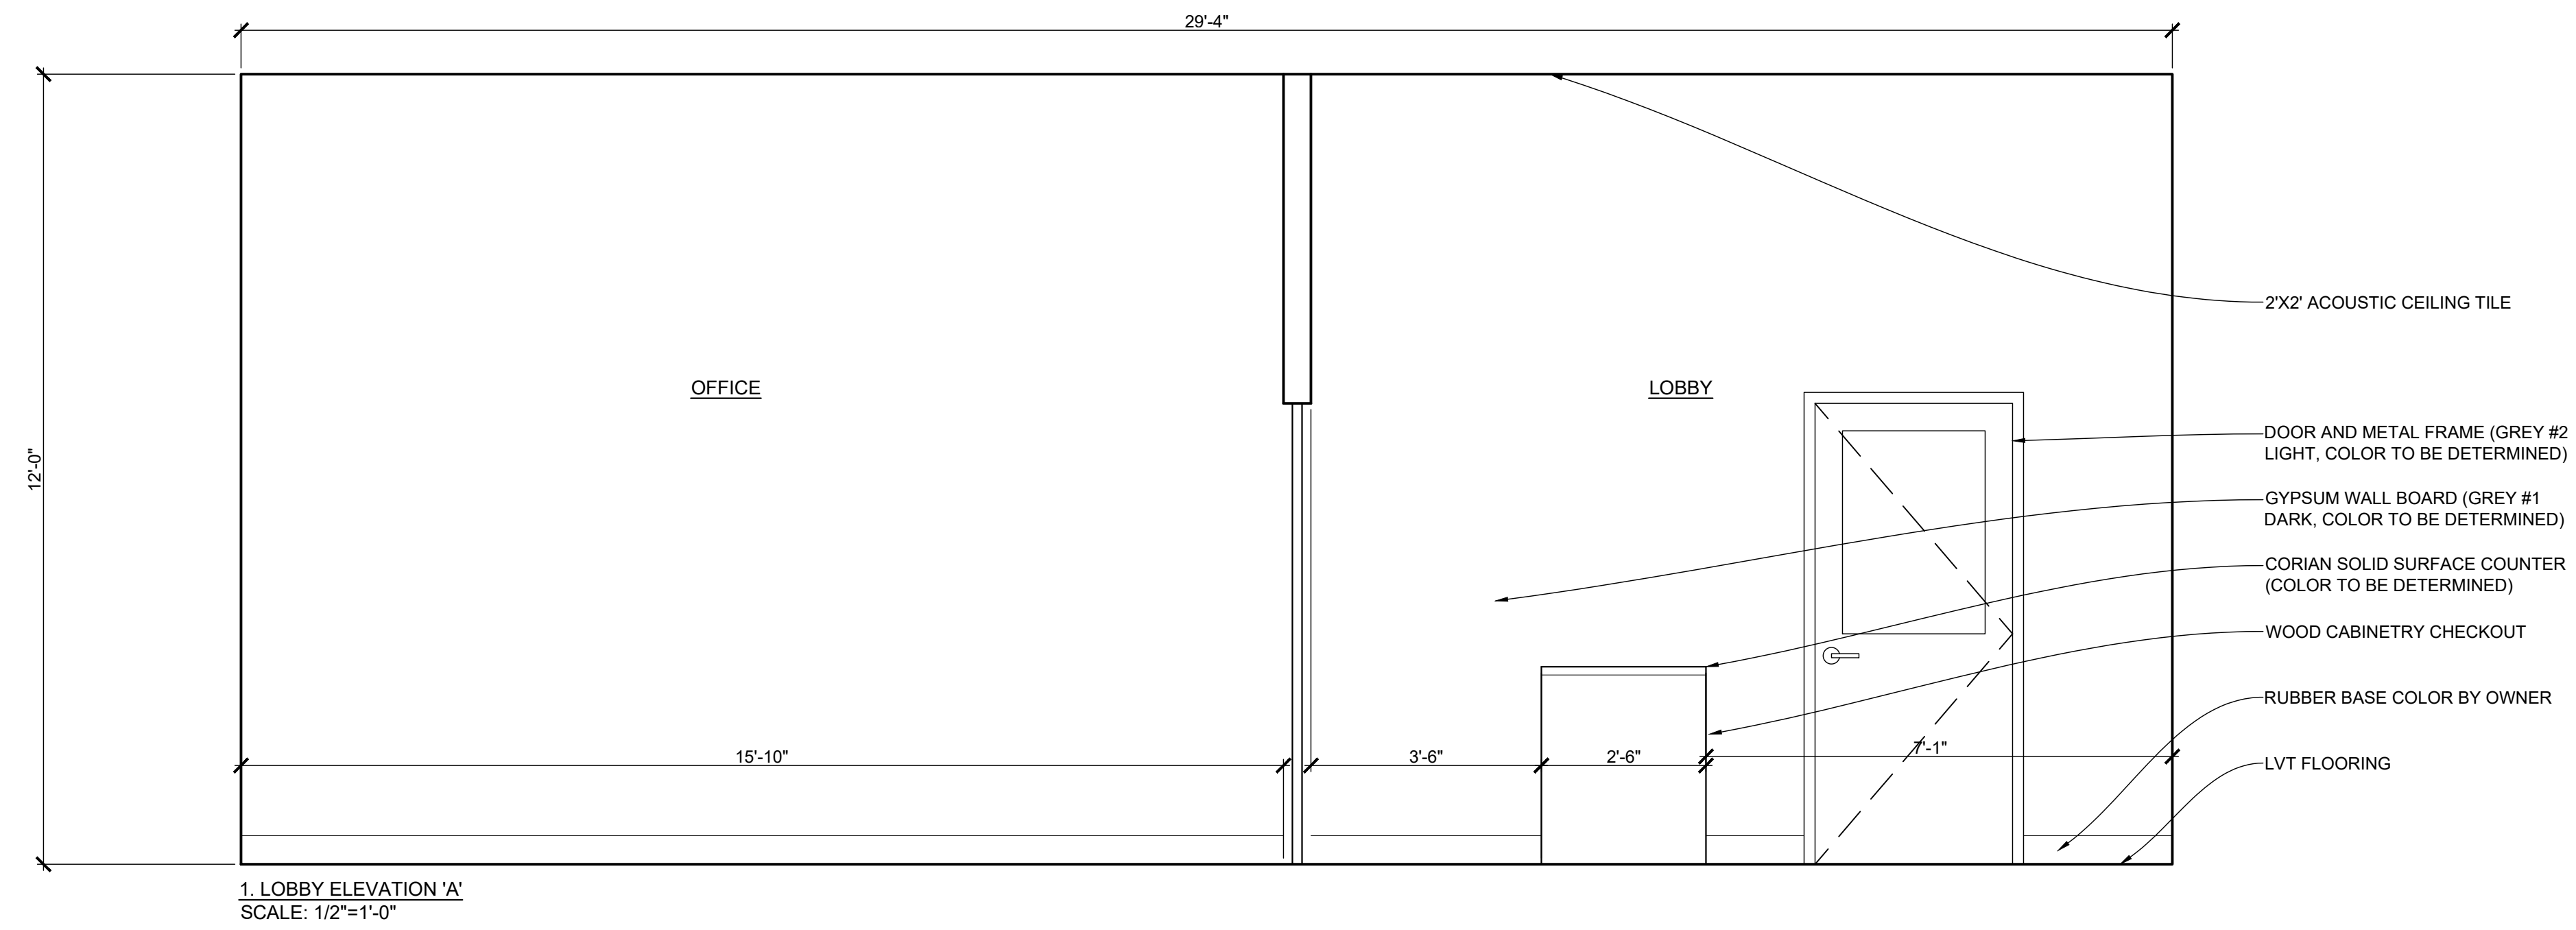 29'-4"
2'X2' ACOUSTIC CEILING TILE
OFFICE
LOBBY
12'-0"
DOOR AND METAL FRAME (GREY #2
LIGHT, COLOR TO BE DETERMINED)
GYPSUM WALL BOARD (GREY #1
DARK, COLOR TO BE DETERMINED)
CORIAN SOLID SURFACE COUNTER
(COLOR TO BE DETERMINED)
WOOD CABINETRY CHECKOUT
RUBBER BASE COLOR BY OWNER
15'-10"
3'-6"
2'-6"
7'-1"
LVT FLOORING
1. LOBBY ELEVATION 'A'
SCALE: 1/2"=1'-0"